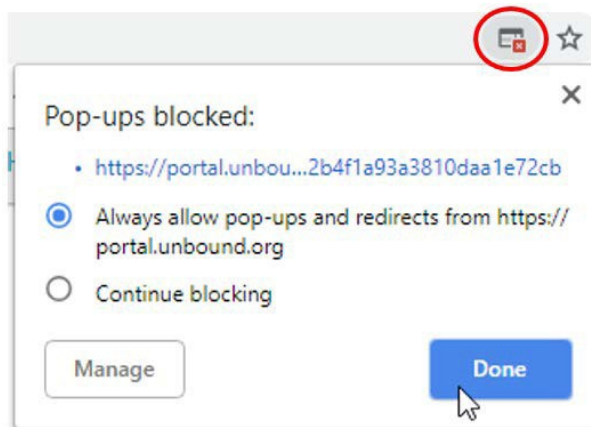 Pop-ups blocked:
• https://portal.unbou...2b4f1a93a3810daa1e72cb
Always allow pop-ups and redirects from https://
portal.unbound.org
Continue blocking
Manage
Done